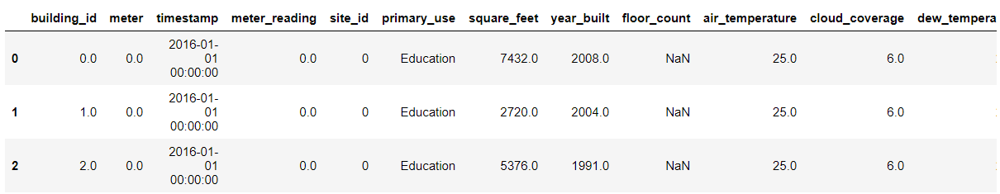 building_id meter timestamp meter_reading site_id primary_use square_feet year_built floor_count air_temperature cloud_coverage dew_tempera
2016-01-
0 0.0 0.0 01 0.0 0 Education 7432.0 2008.0 NaN 25.0 6.0
00:00:00
2016-01-
1 1.0 0.0 01 0.0 0 Education 2720.0 2004.0 NaN 25.0 6.0
00:00:00
2016-01-
2 2.0 0.0 01 0.0 0 Education 5376.0 1991.0 NaN 25.0 6.0
00:00:00